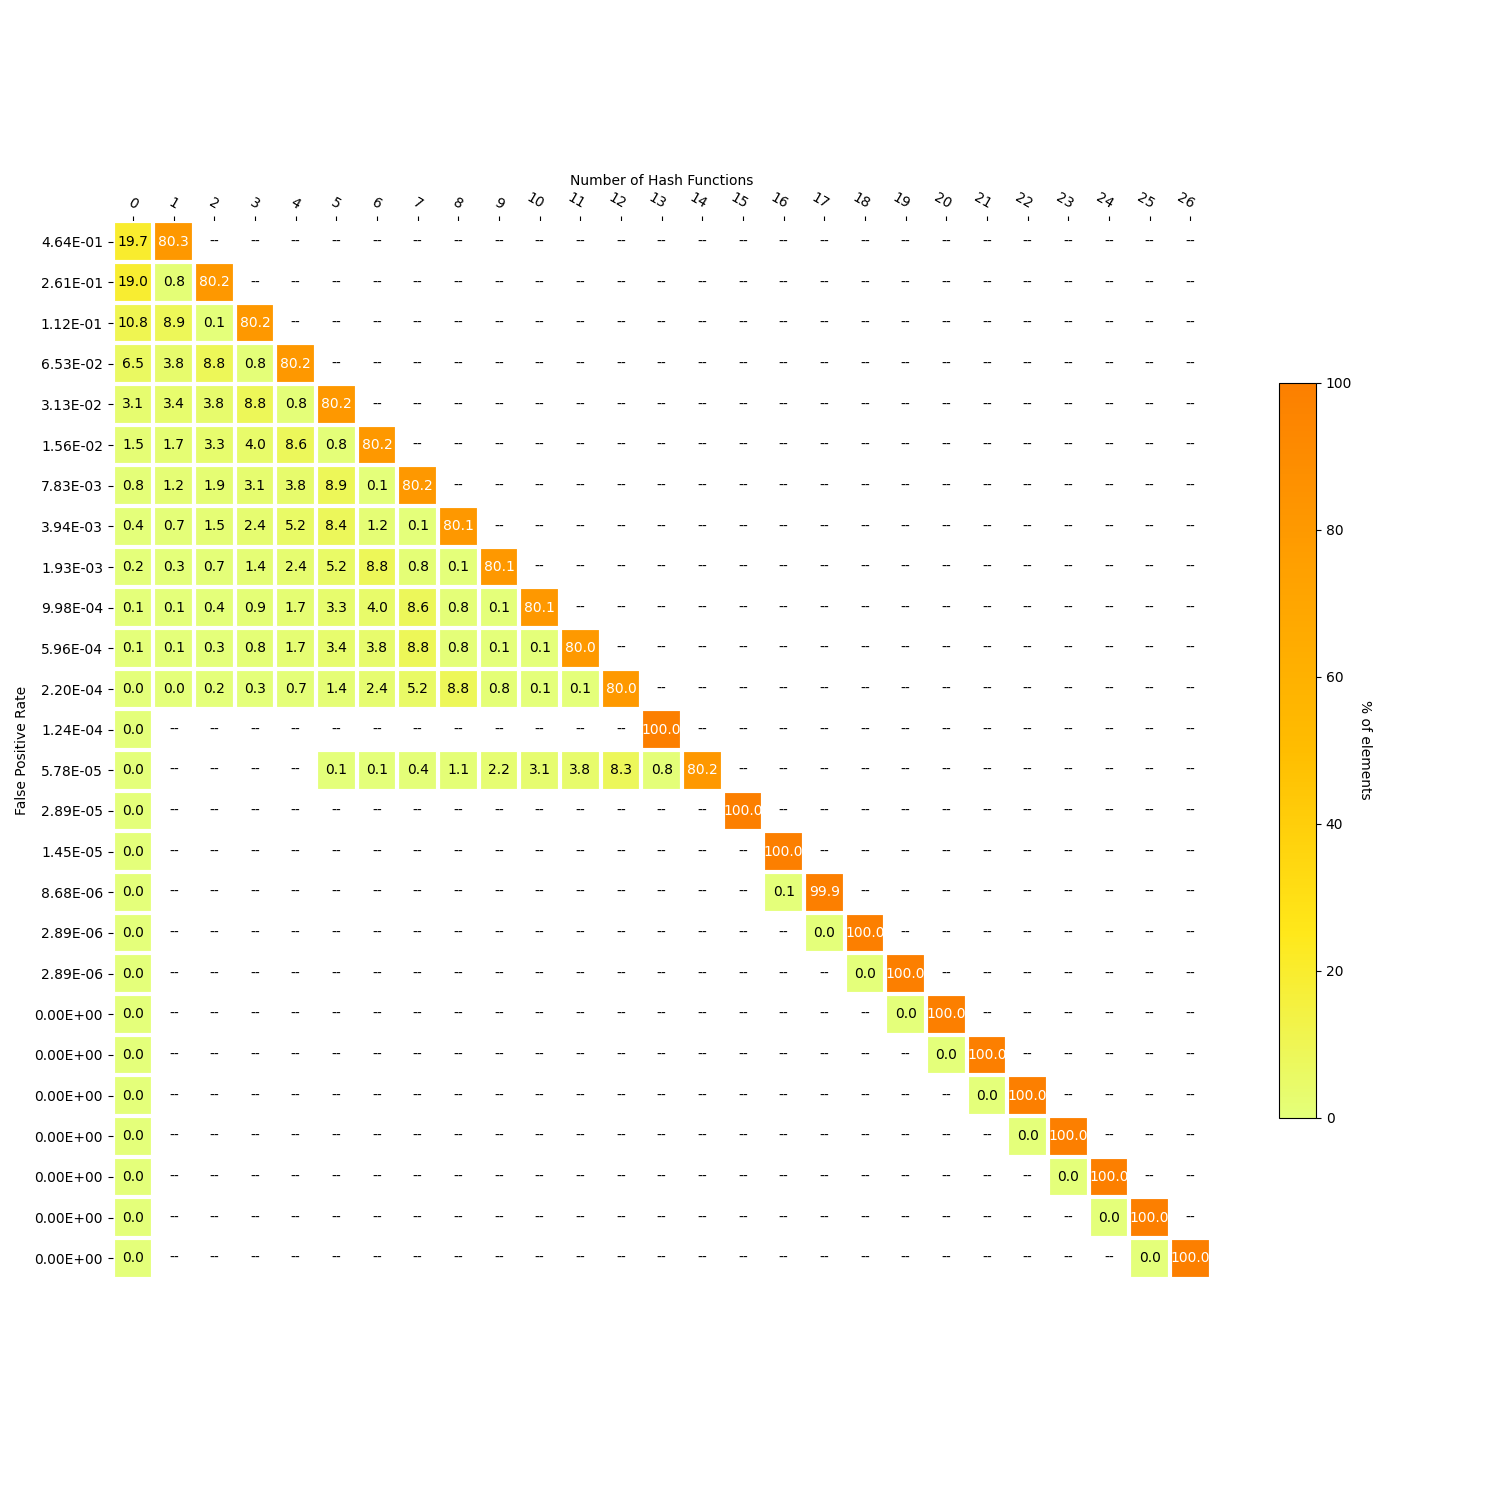 Number of Hash Functions
0 1 2 3 4 5 6 7 8 9 10 11 12 13 14 15 16 17 18 19 20 21 22 23 24 25 26
4.64E-01 19.7 80.3 -- -- -- -- -- -- -- -- -- -- -- -- -- -- -- -- -- -- -- -- -- -- -- -- --
2.61E-01 19.0 0.8 80.2 -- -- -- -- -- -- -- -- -- -- -- -- -- -- -- -- -- -- -- -- -- -- -- --
1.12E-01 10.8 8.9 0.1 80.2 -- -- -- -- -- -- -- -- -- -- -- -- -- -- -- -- -- -- -- -- -- -- --
6.53E-02 6.5 3.8 8.8 0.8 80.2 -- -- -- -- -- -- -- -- -- -- -- -- -- -- -- -- -- -- -- -- -- --
3.13E-02 3.1 3.4 3.8 8.8 0.8 80.2 -- -- -- -- -- -- -- -- -- -- -- -- -- -- -- -- -- -- -- -- --
1.56E-02 1.5 1.7 3.3 4.0 8.6 0.8 80.2 -- -- -- -- -- -- -- -- -- -- -- -- -- -- -- -- -- -- -- --
7.83E-03 0.8 1.2 1.9 3.1 3.8 8.9 0.1 80.2 -- -- -- -- -- -- -- -- -- -- -- -- -- -- -- -- -- -- --
3.94E-03 0.4 0.7 1.5 2.4 5.2 8.4 1.2 0.1 80.1 -- -- -- -- -- -- -- -- -- -- -- -- -- -- -- -- -- --
1.93E-03 0.2 0.3 0.7 1.4 2.4 5.2 8.8 0.8 0.1 80.1 -- -- -- -- -- -- -- -- -- -- -- -- -- -- -- -- --
9.98E-04 0.1 0.1 0.4 0.9 1.7 3.3 4.0 8.6 0.8 0.1 80.1 -- -- -- -- -- -- -- -- -- -- -- -- -- -- -- --
5.96E-04 0.1 0.1 0.3 0.8 1.7 3.4 3.8 8.8 0.8 0.1 0.1 80.0 -- -- -- -- -- -- -- -- -- -- -- -- -- -- --
2.20E-04 0.0 0.0 0.2 0.3 0.7 1.4 2.4 5.2 8.8 0.8 0.1 0.1 80.0 -- -- -- -- -- -- -- -- -- -- -- -- -- --
1.24E-04 0.0 -- -- -- -- -- -- -- -- -- -- -- -- 100.0 -- -- -- -- -- -- -- -- -- -- -- -- --
5.78E-05 0.0 -- -- -- -- 0.1 0.1 0.4 1.1 2.2 3.1 3.8 8.3 0.8 80.2 -- -- -- -- -- -- -- -- -- -- -- --
2.89E-05 0.0 -- -- -- -- -- -- -- -- -- -- -- -- -- -- 100.0 -- -- -- -- -- -- -- -- -- -- --
1.45E-05 0.0 -- -- -- -- -- -- -- -- -- -- -- -- -- -- -- 100.0 -- -- -- -- -- -- -- -- -- --
8.68E-06 0.0 -- -- -- -- -- -- -- -- -- -- -- -- -- -- -- 0.1 99.9 -- -- -- -- -- -- -- -- --
2.89E-06 0.0 -- -- -- -- -- -- -- -- -- -- -- -- -- -- -- -- 0.0 100.0 -- -- -- -- -- -- -- --
2.89E-06 0.0 -- -- -- -- -- -- -- -- -- -- -- -- -- -- -- -- -- 0.0 100.0 -- -- -- -- -- -- --
0.00E+00 0.0 -- -- -- -- -- -- -- -- -- -- -- -- -- -- -- -- -- -- 0.0 100.0 -- -- -- -- -- --
0.00E+00 0.0 -- -- -- -- -- -- -- -- -- -- -- -- -- -- -- -- -- -- -- 0.0 100.0 -- -- -- -- --
0.00E+00 0.0 -- -- -- -- -- -- -- -- -- -- -- -- -- -- -- -- -- -- -- -- 0.0 100.0 -- -- -- --
0.00E+00 0.0 -- -- -- -- -- -- -- -- -- -- -- -- -- -- -- -- -- -- -- -- -- 0.0 100.0 -- -- --
0.00E+00 0.0 -- -- -- -- -- -- -- -- -- -- -- -- -- -- -- -- -- -- -- -- -- -- 0.0 100.0 -- --
0.00E+00 0.0 -- -- -- -- -- -- -- -- -- -- -- -- -- -- -- -- -- -- -- -- -- -- -- 0.0 100.0 --
0.00E+00 0.0 -- -- -- -- -- -- -- -- -- -- -- -- -- -- -- -- -- -- -- -- -- -- -- -- 0.0 100.0
False Positive Rate
100
80
60
40
20
0
% of elements